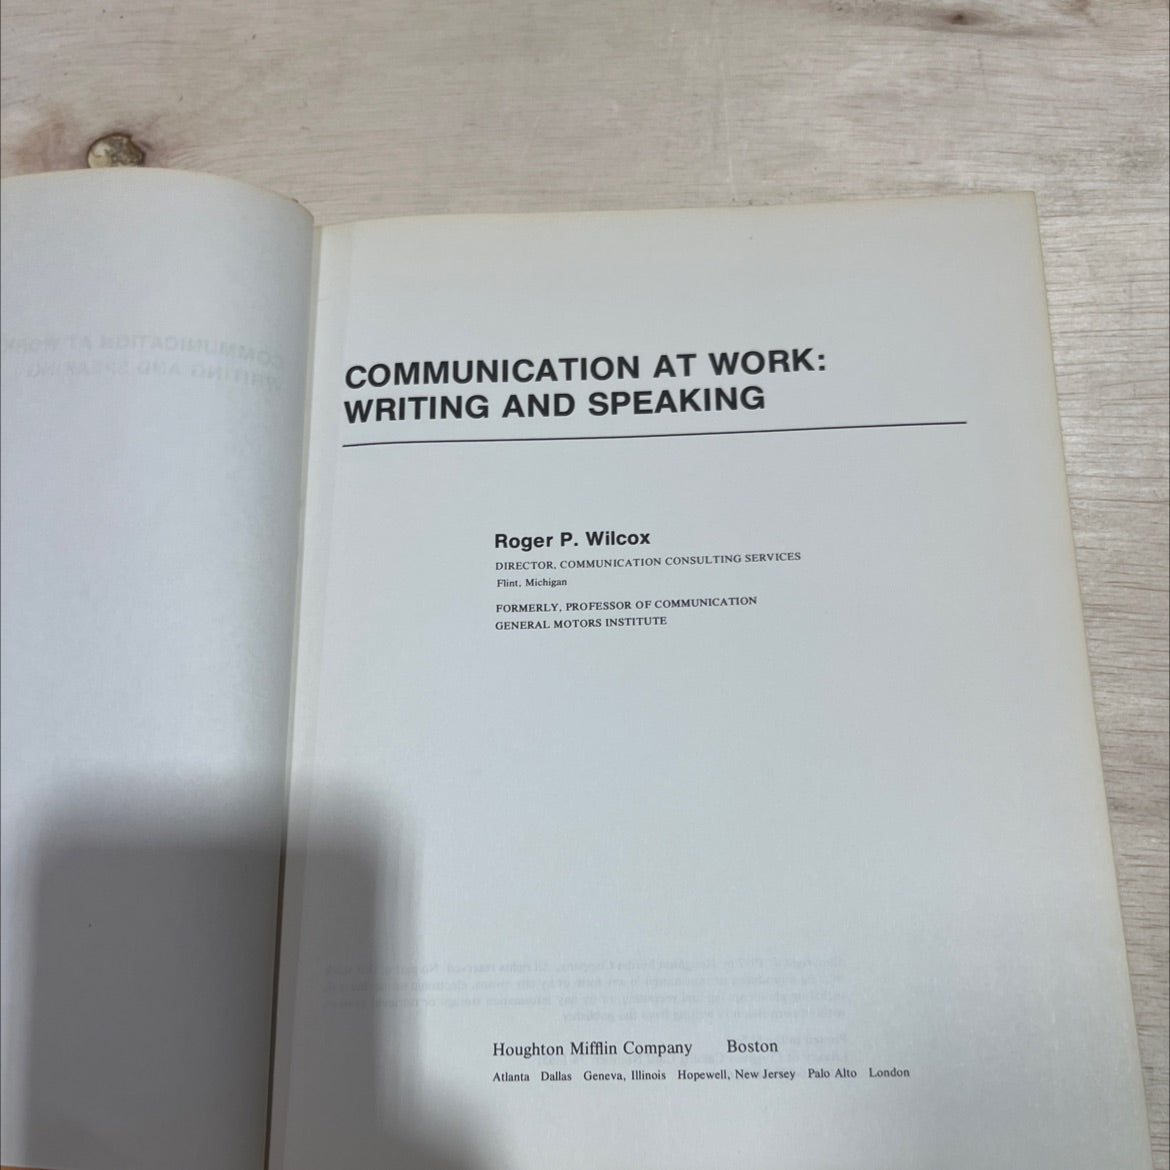 COMMUNICATION AT WORK:
WRITING AND SPEAKING
Roger P. Wilcox
DIRECTOR, COMMUNICATION CONSULTING SERVICES
Flint, Michigan
FORMERLY, PROFESSOR OF COMMUNICATION
GENERAL MOTORS INSTITUTE
Houghton Mifflin Company Boston
Atlanta Dallas Geneva, Illinois Hopewell, New Jersey Palo Alto London